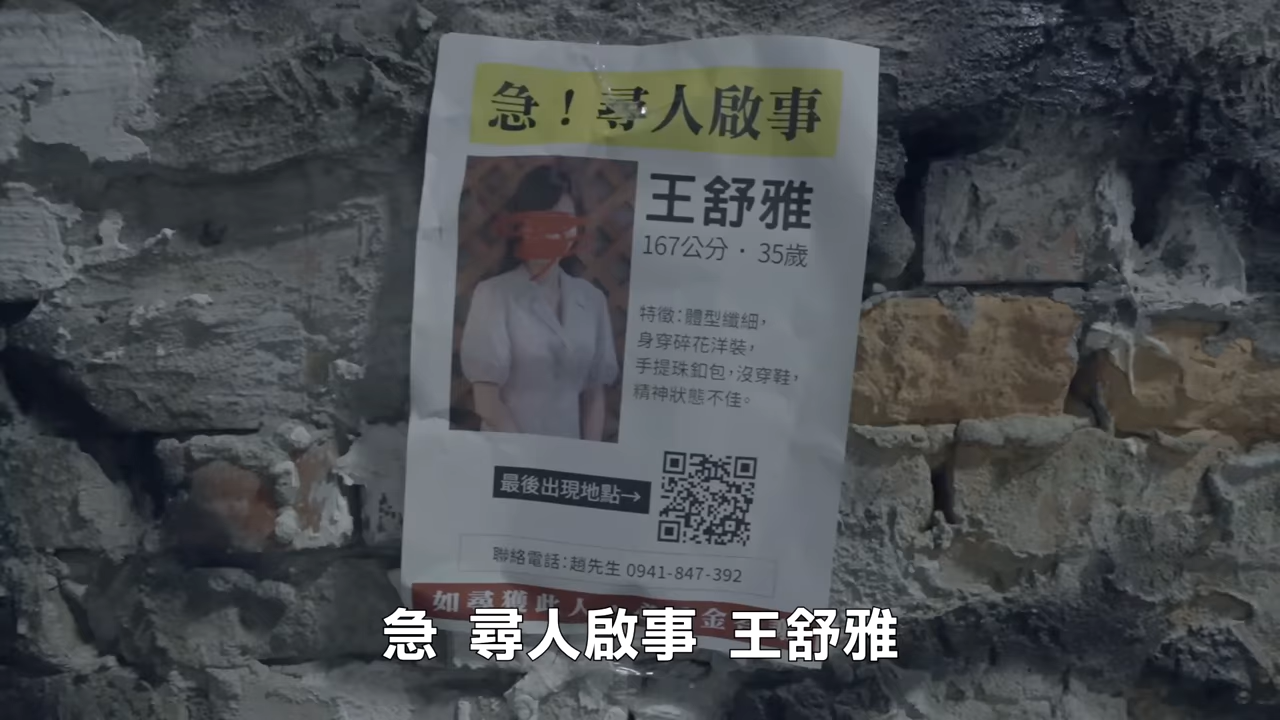 急！尋人啟事
王舒雅
167公分・35歲
特徵：體型纖細，
身穿碎花洋裝，
手提珠釦包，沒穿鞋，
精神狀態不佳。
最後出現地點→
聯絡電話：趙先生 0941-847-392
如尋獲此人
金
急 尋人啟事 王舒雅